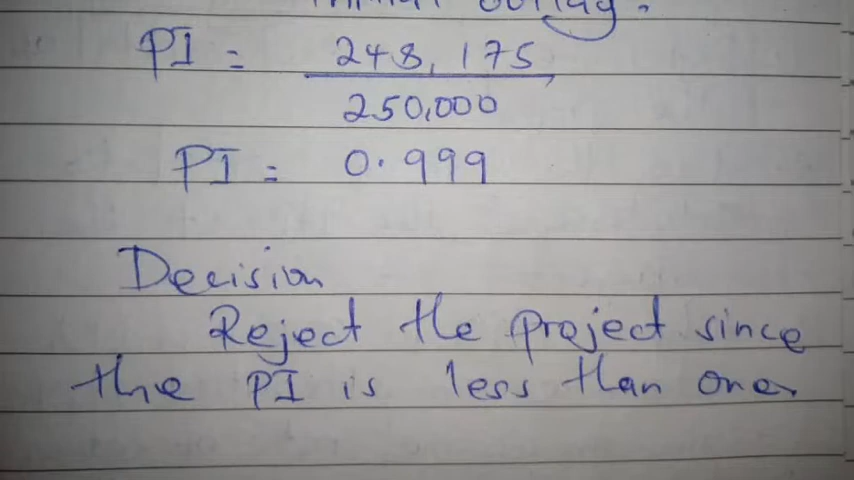 outlay.
PI = 248,175
250,000
PI = 0.999
Decision
Reject the project since
the PI is less than one.